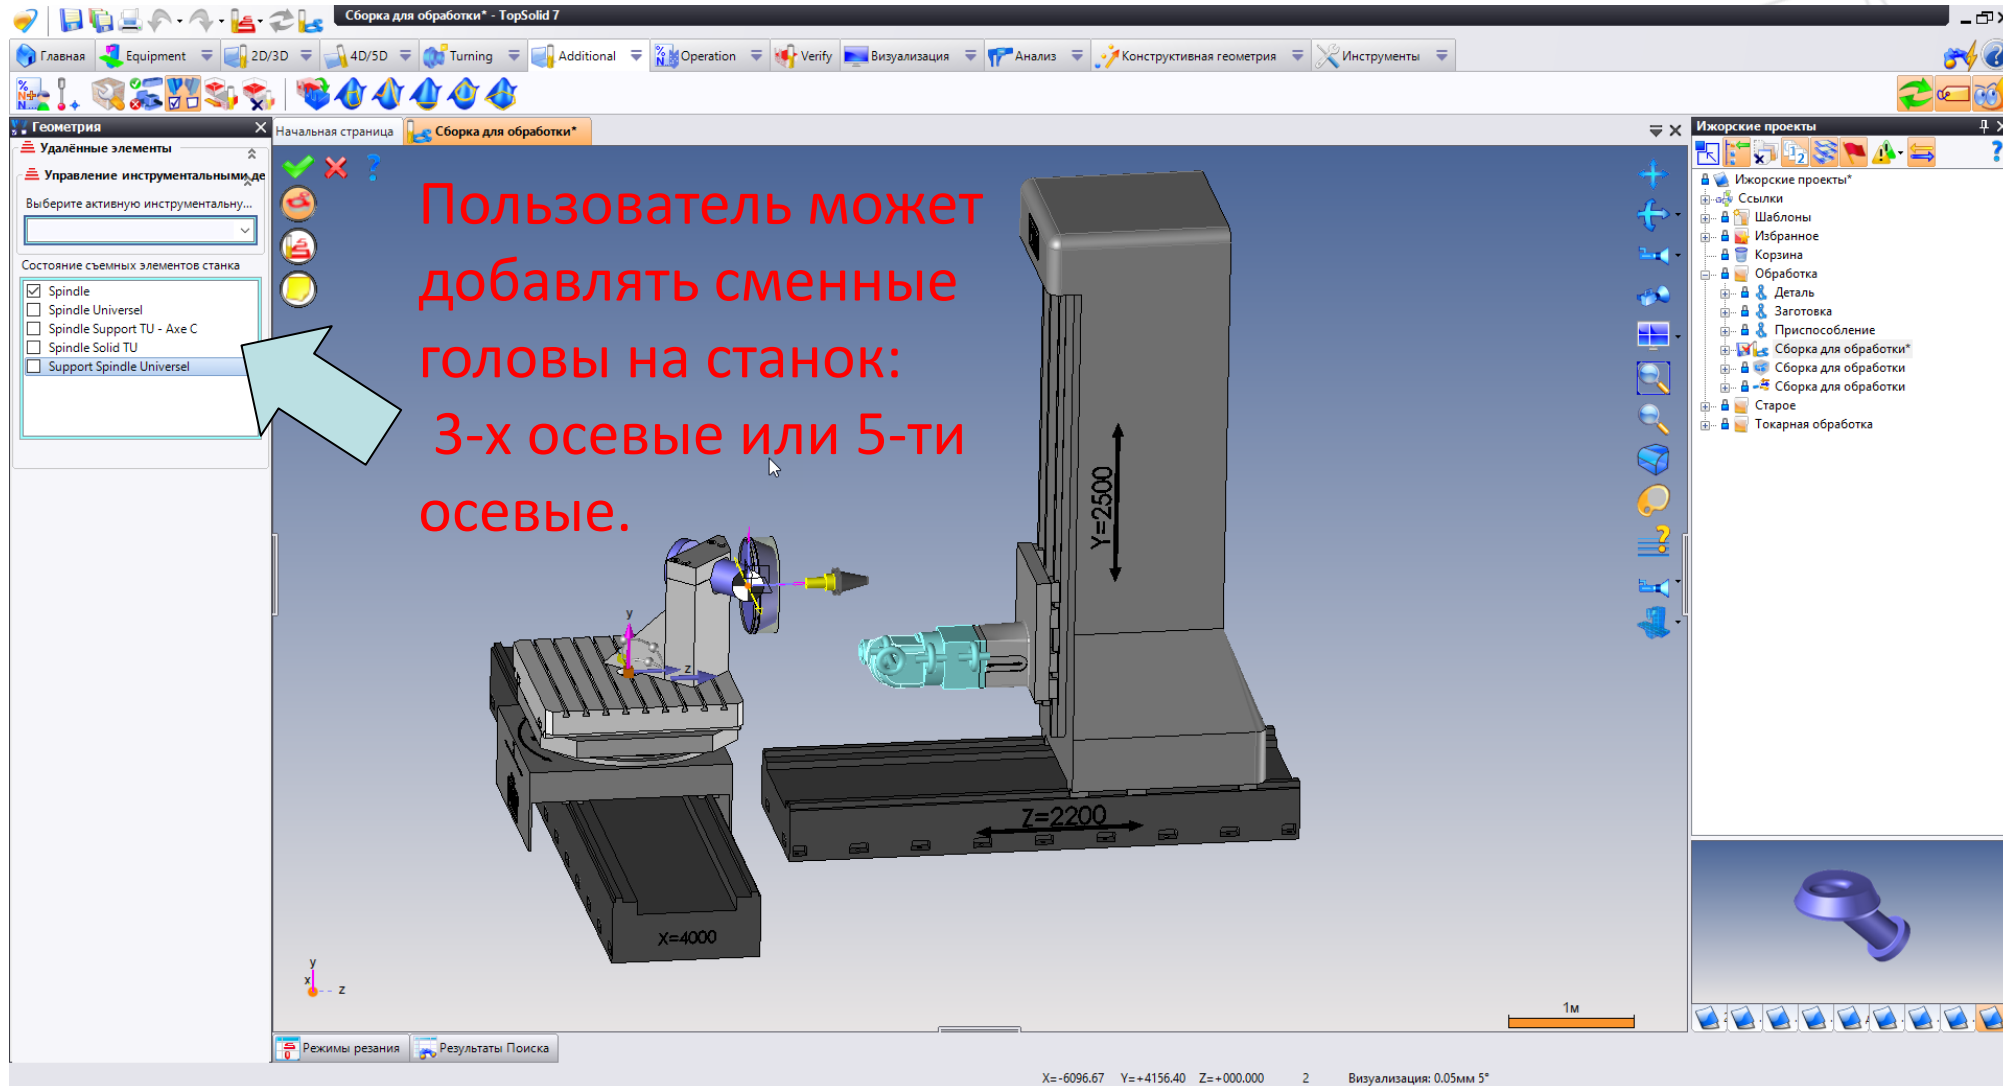 Сборка для обработки* - TopSolid 7
Главная Equipment 2D/3D 4D/5D Turning Additional Operation Verify Визуализация Анализ Конструктивная геометрия Инструменты
Геометрия
Удалённые элементы
Управление инструментальными де
Выберите активную инструментальну...
Состояние съемных элементов станка
Spindle
Spindle Universel
Spindle Support TU - Axe C
Spindle Solid TU
Support Spindle Universel
Начальная страница Сборка для обработки*
Пользователь может
добавлять сменные
головы на станок:
3-х осевые или 5-ти
осевые.
Y=2500
Z=2200
X=4000
y
z
y
x
z
1м
Ижорские проекты
Ижорские проекты*
Ссылки
Шаблоны
Избранное
Корзина
Обработка
Деталь
Заготовка
Приспособление
Сборка для обработки*
Сборка для обработки
Сборка для обработки
Старое
Токарная обработка
Режимы резания Результаты Поиска
X=-6096.67 Y=+4156.40 Z=+000.000 2 Визуализация: 0.05мм 5°